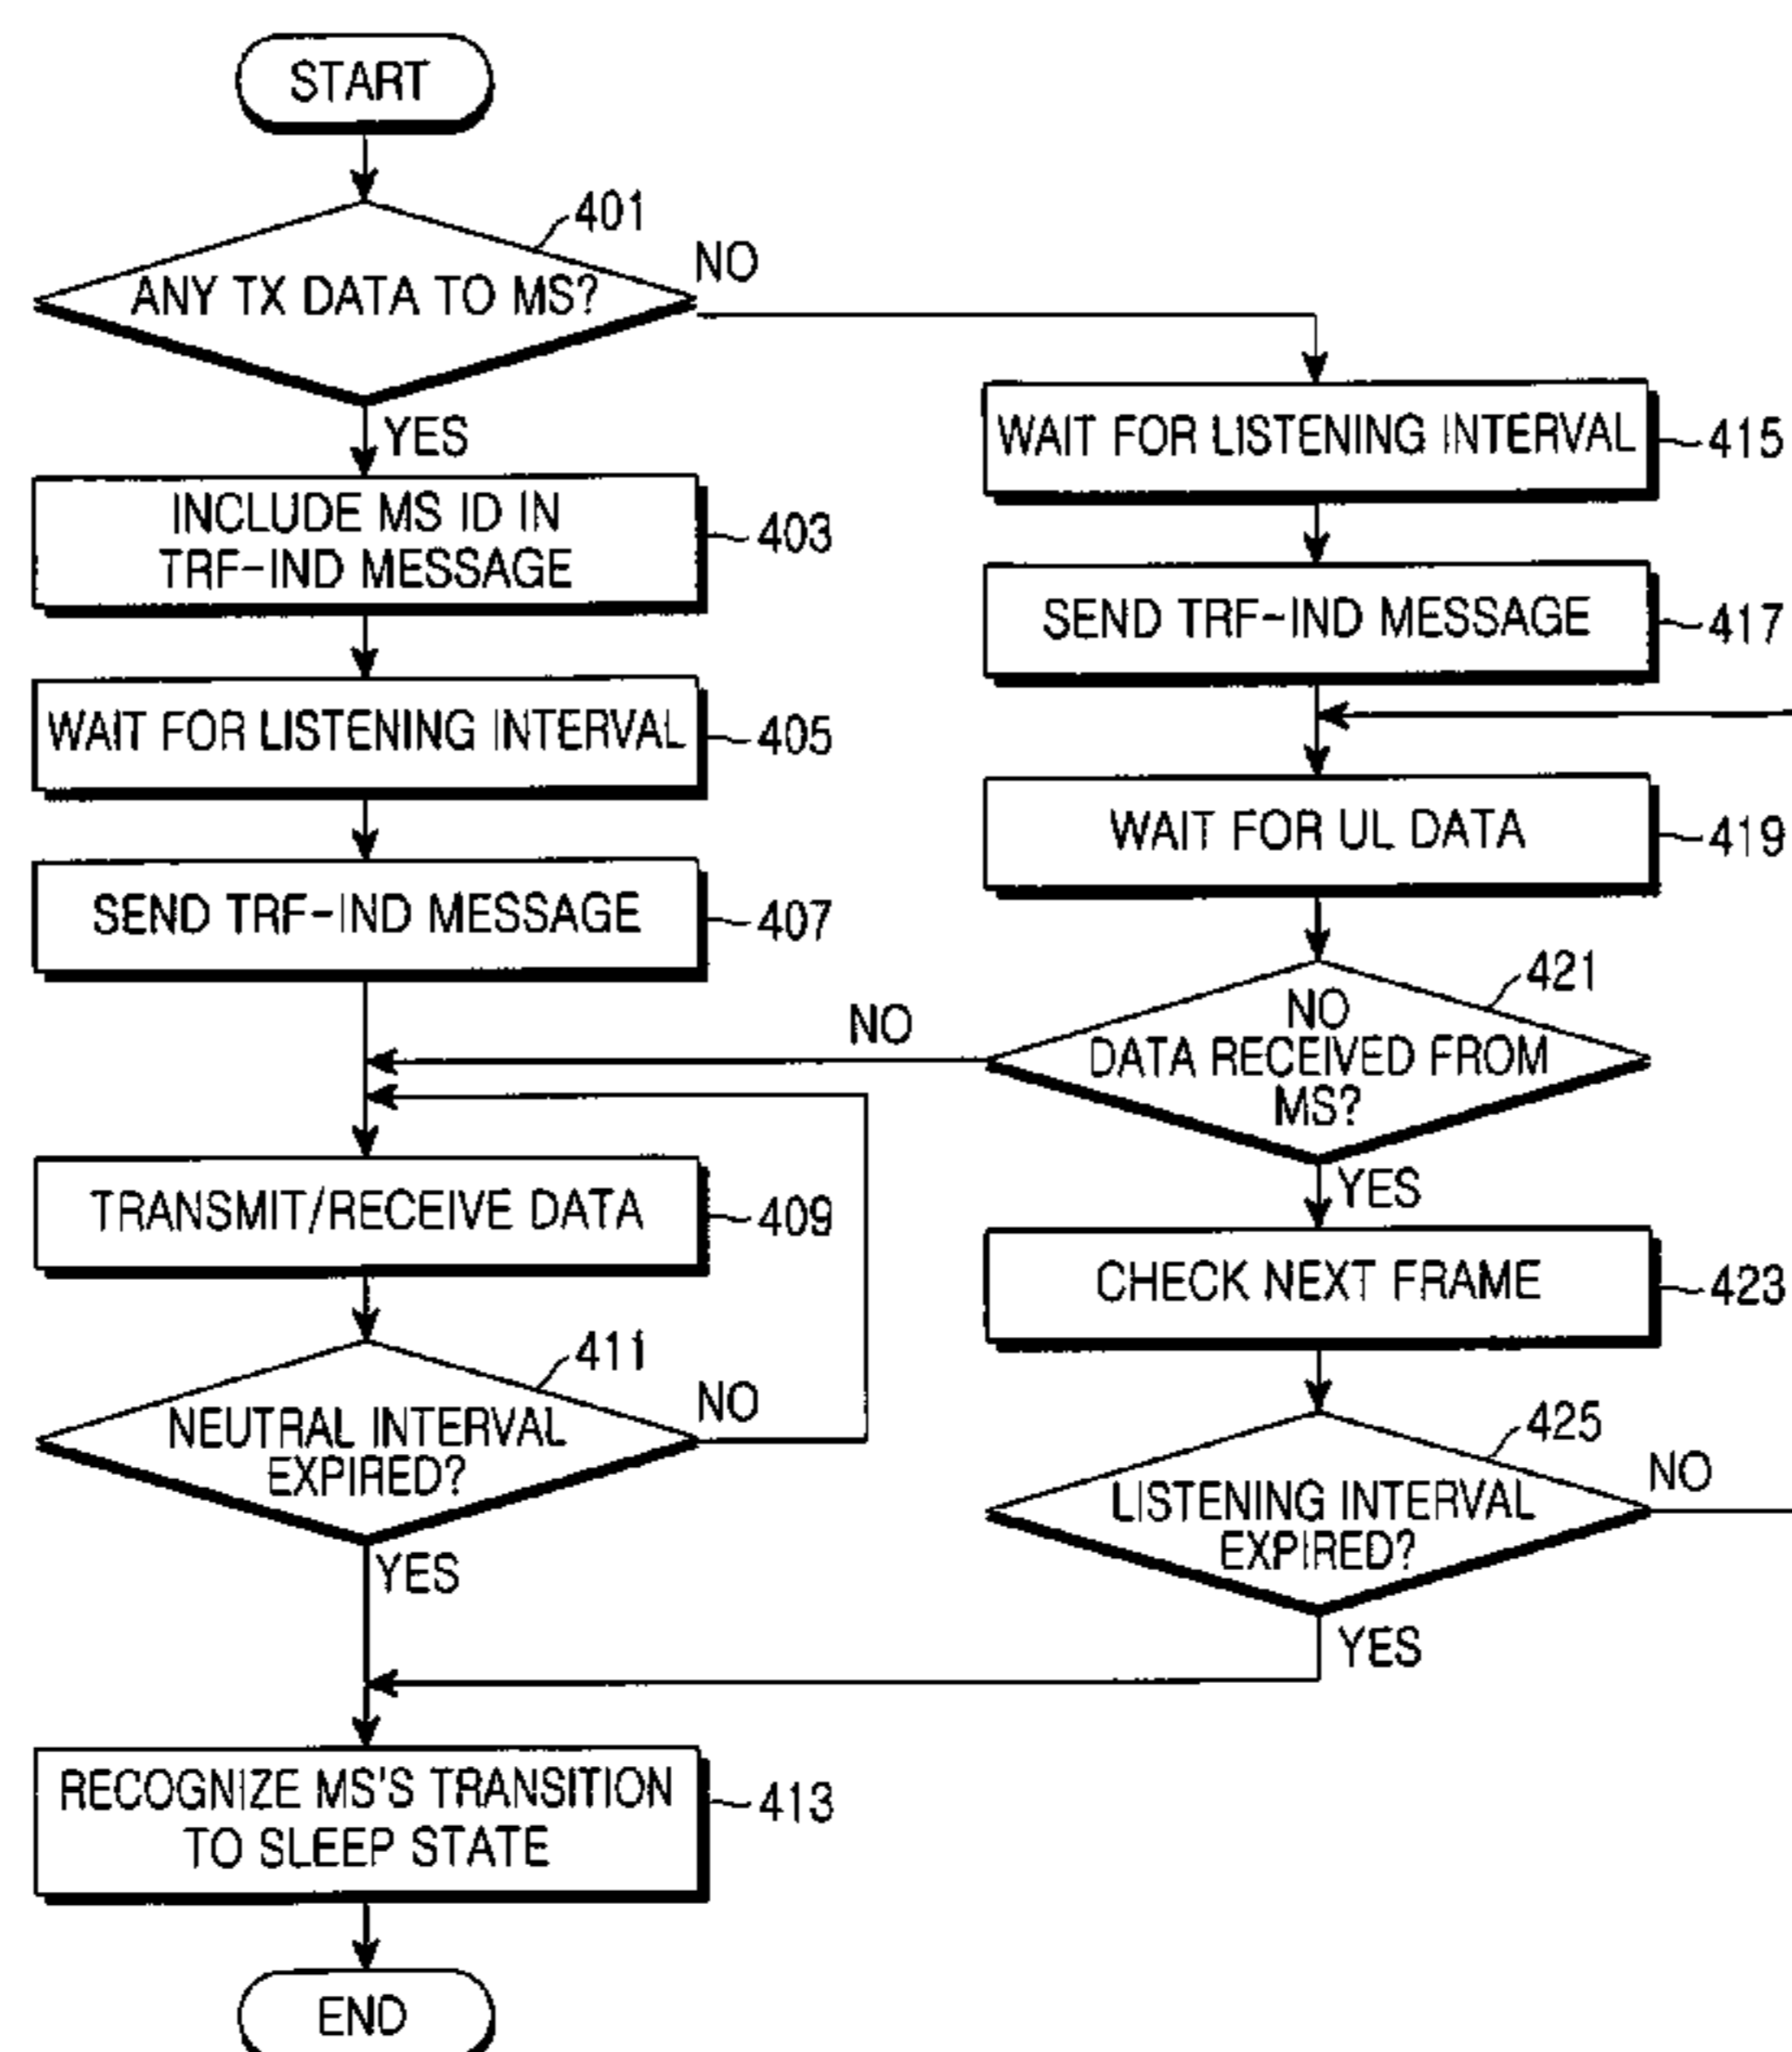 START
401
ANY TX DATA TO MS?
NO
YES
INCLUDE MS ID IN
TRF-IND MESSAGE
403
WAIT FOR LISTENING INTERVAL
405
SEND TRF-IND MESSAGE
407
TRANSMIT/RECEIVE DATA
409
411
NEUTRAL INTERVAL
EXPIRED?
NO
YES
RECOGNIZE MS'S TRANSITION
TO SLEEP STATE
413
END
WAIT FOR LISTENING INTERVAL
415
SEND TRF-IND MESSAGE
417
WAIT FOR UL DATA
419
421
NO
DATA RECEIVED FROM
MS?
NO
YES
CHECK NEXT FRAME
423
425
LISTENING INTERVAL
EXPIRED?
NO
YES